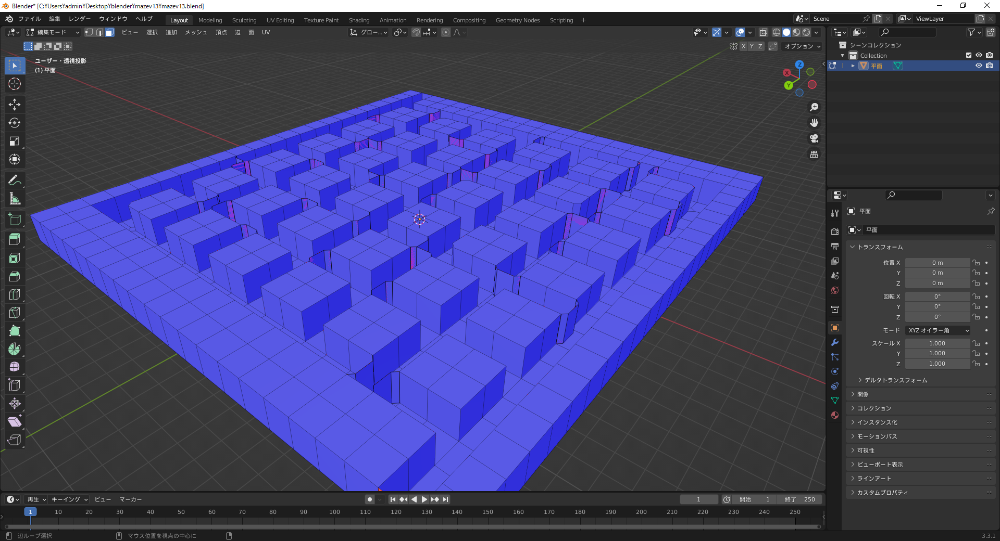 Blender* [C:¥Users¥admin¥Desktop¥blender¥mazev13¥mazev13.blend]
ファイル 編集 レンダー ウィンドウ ヘルプ Layout Modeling Sculpting UV Editing Texture Paint Shading Animation Rendering Compositing Geometry Nodes Scripting + Scene ViewLayer
編集モード ビュー 選択 追加 メッシュ 頂点 辺 面 UV グロー...
X Y Z オプション
ユーザー・透視投影
(1) 平面
Z
X
Y
シーンコレクション
Collection
平面
平面
平面
トランスフォーム
位置 X 0 m
Y 0 m
Z 0 m
回転 X 0°
Y 0°
Z 0°
モード XYZ オイラー角
スケール X 1.000
Y 1.000
Z 1.000
デルタトランスフォーム
関係
コレクション
インスタンス化
モーションパス
可視性
ビューポート表示
ラインアート
カスタムプロパティ
再生 キーイング ビュー マーカー 1 開始 1 終了 250
1 10 20 30 40 50 60 70 80 90 100 110 120 130 140 150 160 170 180 190 200 210 220 230 240 250
辺ループ選択 マウス位置を視点の中心に 3.3.1